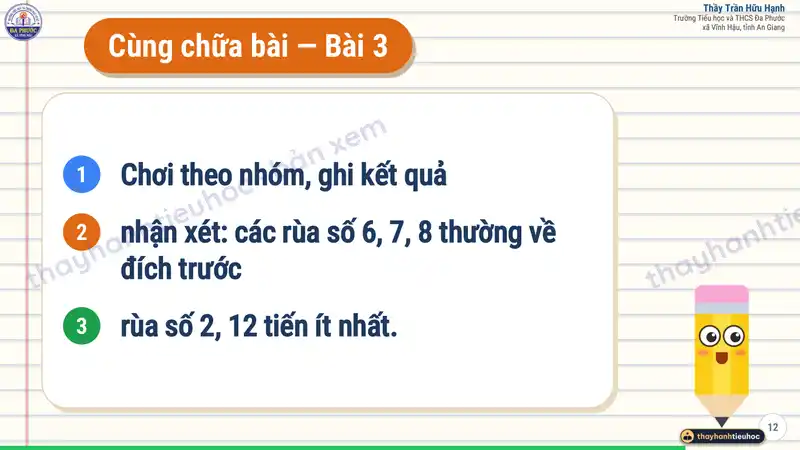 Thầy Trần Hữu Hạnh
Trường Tiểu học và THCS Đa Phước
xã Vĩnh Hậu, tỉnh An Giang
ĐA PHƯỚC
Cùng chữa bài — Bài 3
1 Chơi theo nhóm, ghi kết quả
2 nhận xét: các rùa số 6, 7, 8 thường về
đích trước
3 rùa số 2, 12 tiến ít nhất.
thayhanhtieuhoc
12